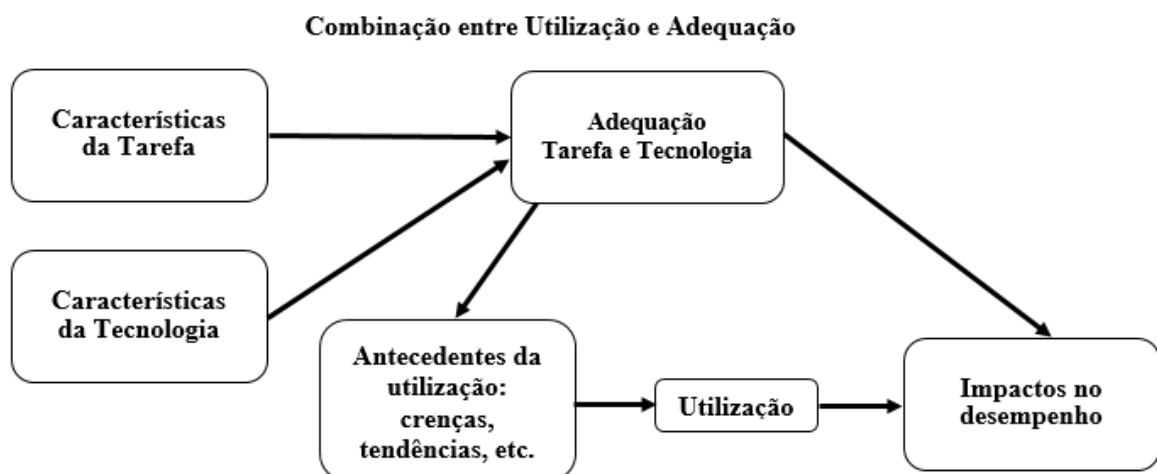 Combinação entre Utilização e Adequação
Características
da Tarefa
Adequação
Tarefa e Tecnologia
Características
da Tecnologia
Antecedentes da
utilização:
crenças,
tendências, etc.
Utilização
Impactos no
desempenho